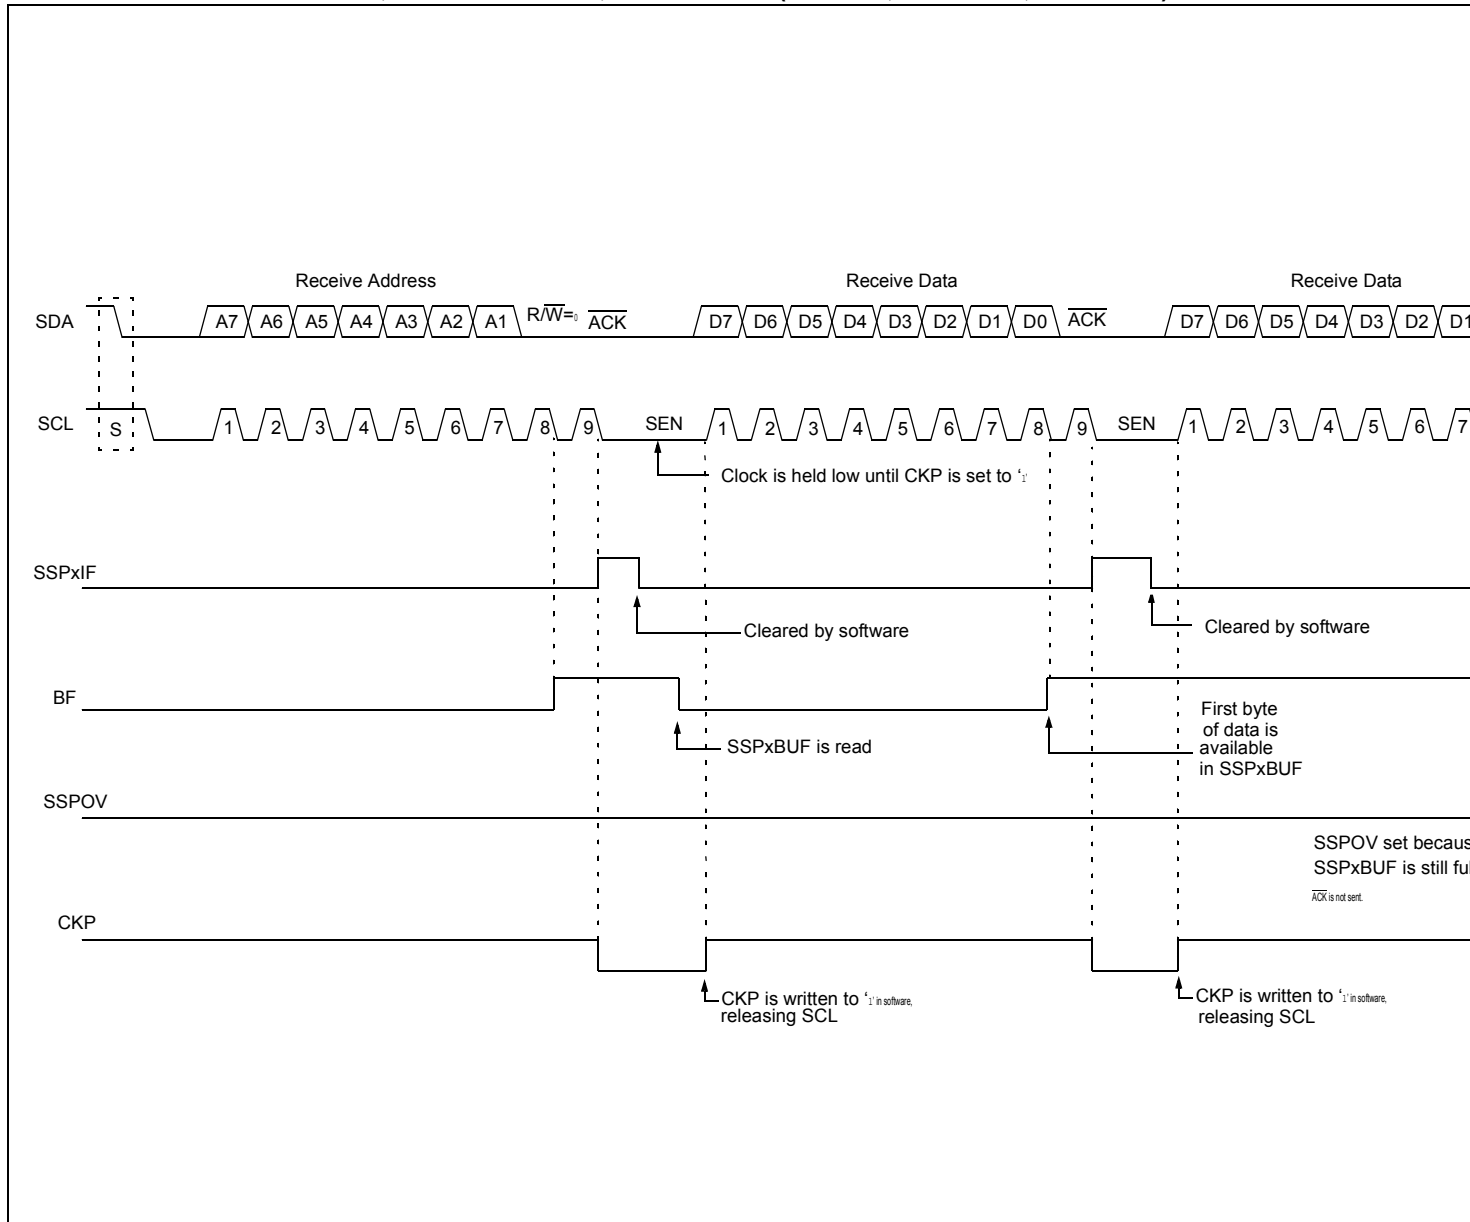 Receive Address
Receive Data
Receive Data
SDA
A7 A6 A5 A4 A3 A2 A1 R/W̅=0 A̅C̅K̅
D7 D6 D5 D4 D3 D2 D1 D0 A̅C̅K̅
D7 D6 D5 D4 D3 D2 D1
SCL
S
1 2 3 4 5 6 7 8 9 SEN
1 2 3 4 5 6 7 8 9 SEN
1 2 3 4 5 6 7
Clock is held low until CKP is set to ‘1’
SSPxIF
Cleared by software
Cleared by software
BF
SSPxBUF is read
First byte
of data is
available
in SSPxBUF
SSPOV
SSPOV set becaus
SSPxBUF is still ful
A̅C̅K̅ is not sent.
CKP
CKP is written to ‘1’ in software,
releasing SCL
CKP is written to ‘1’ in software,
releasing SCL